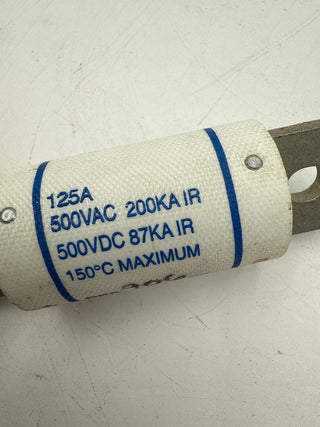 125A
500VAC 200KA IR
500VDC 87KA IR
150°C MAXIMUM